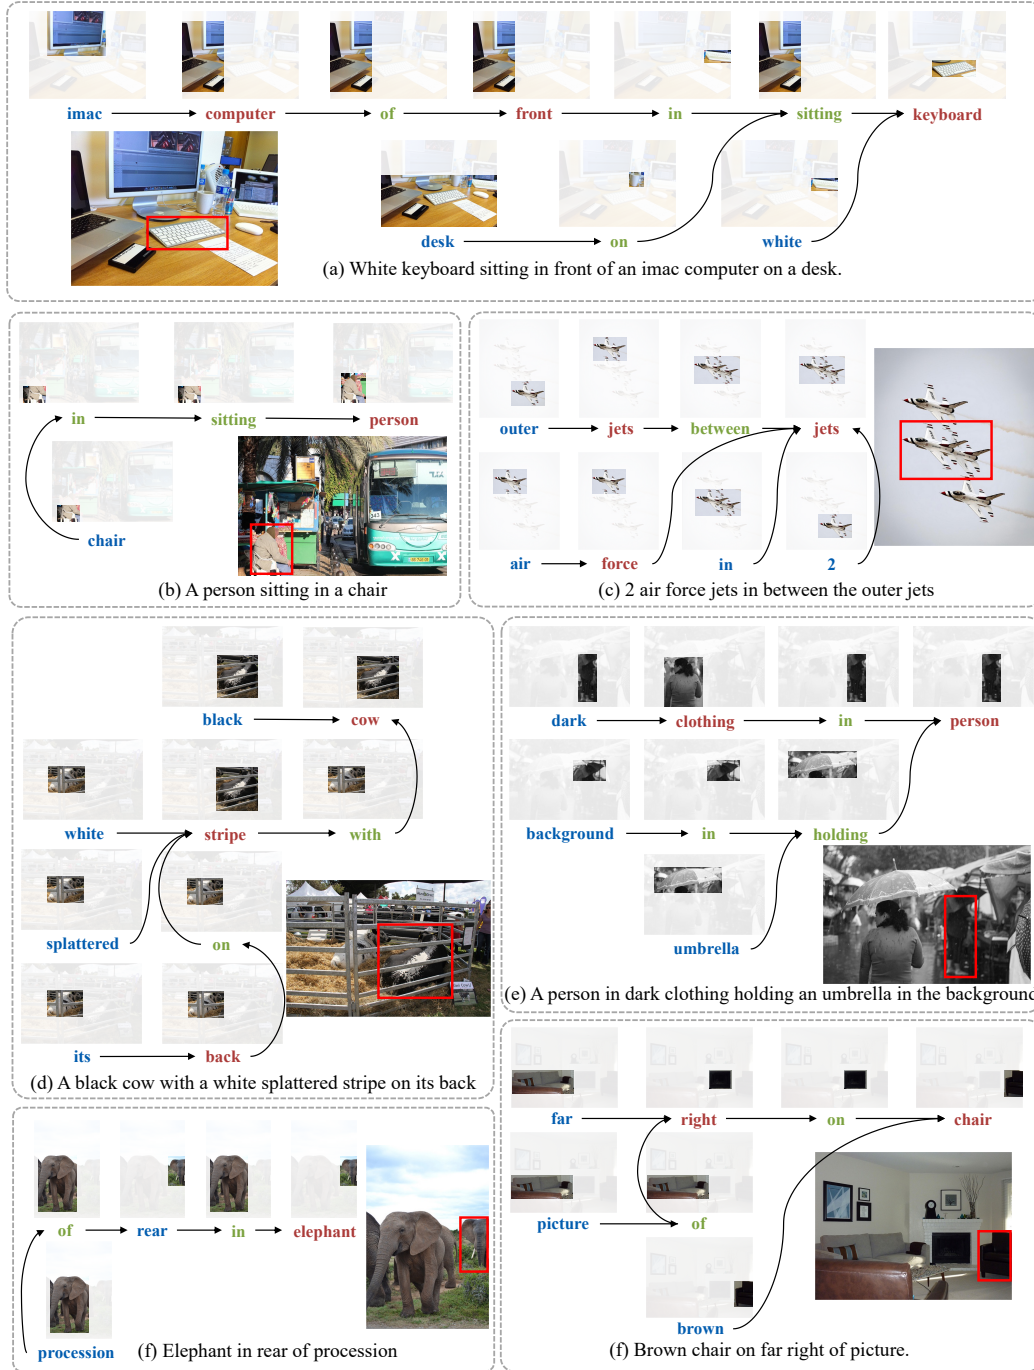 imac computer of front in sitting keyboard
desk on white
(a) White keyboard sitting in front of an imac computer on a desk.
in sitting person
chair
(b) A person sitting in a chair
outer jets between jets
air force in 2
(c) 2 air force jets in between the outer jets
black cow
white stripe with
splattered on
its back
(d) A black cow with a white splattered stripe on its back
dark clothing in person
background in holding
umbrella
(e) A person in dark clothing holding an umbrella in the background
of rear in elephant
procession
(f) Elephant in rear of procession
far right on chair
picture of
brown
(f) Brown chair on far right of picture.